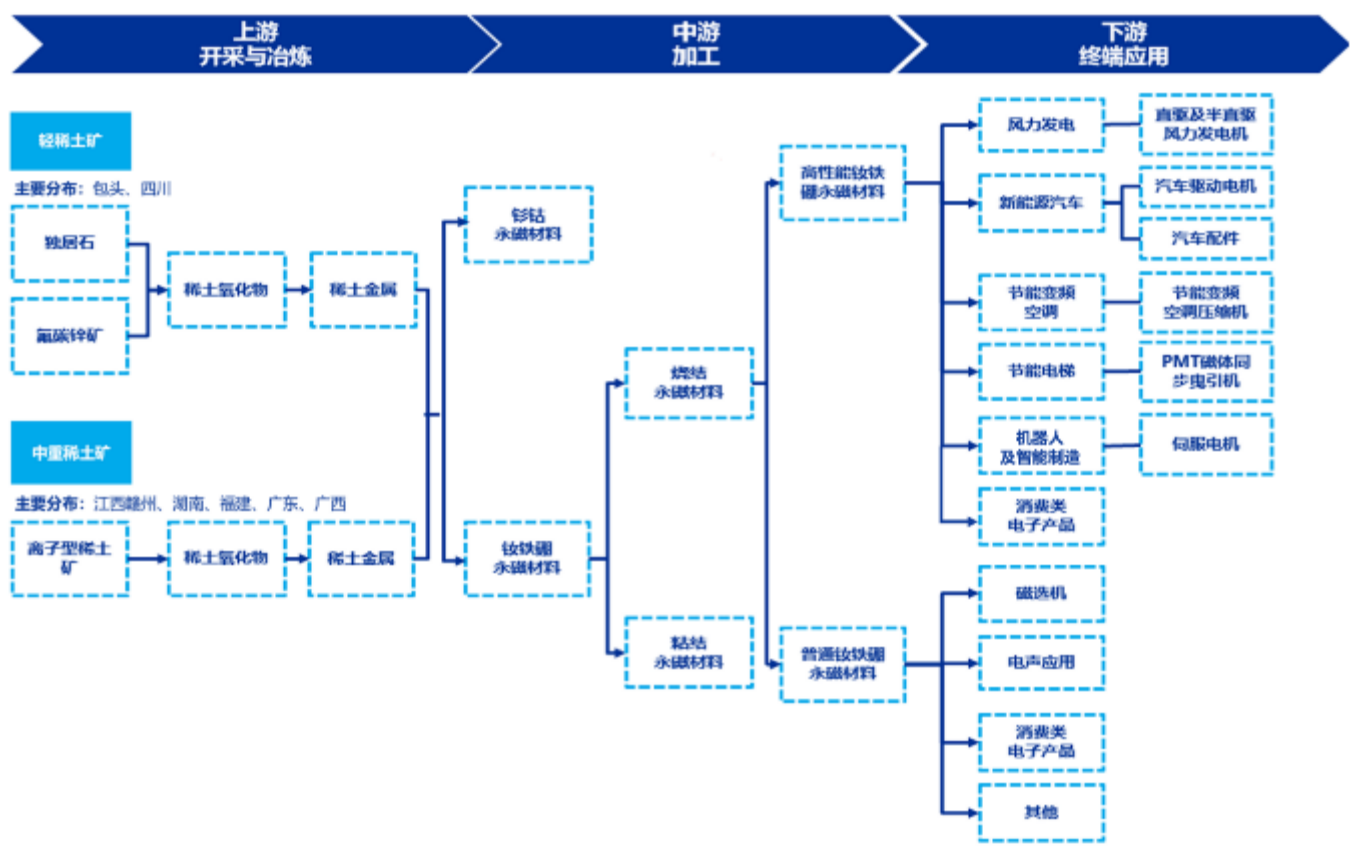 上游
开采与冶炼
中游
加工
下游
终端应用
轻稀土矿
主要分布：包头、四川
独居石
氟碳锌矿
稀土氧化物
稀土金属
中重稀土矿
主要分布：江西赣州、湖南、福建、广东、广西
离子型稀土
矿
稀土氧化物
稀土金属
钐钴
永磁材料
钕铁硼
永磁材料
烧结
永磁材料
粘结
永磁材料
高性能钕铁
硼永磁材料
普通钕铁硼
永磁材料
风力发电
直驱及半直驱
风力发电机
新能源汽车
汽车驱动电机
汽车配件
节能变频
空调
节能变频
空调压缩机
节能电梯
PMT磁体同
步曳引机
机器人
及智能制造
伺服电机
消费类
电子产品
磁选机
电声应用
消费类
电子产品
其他